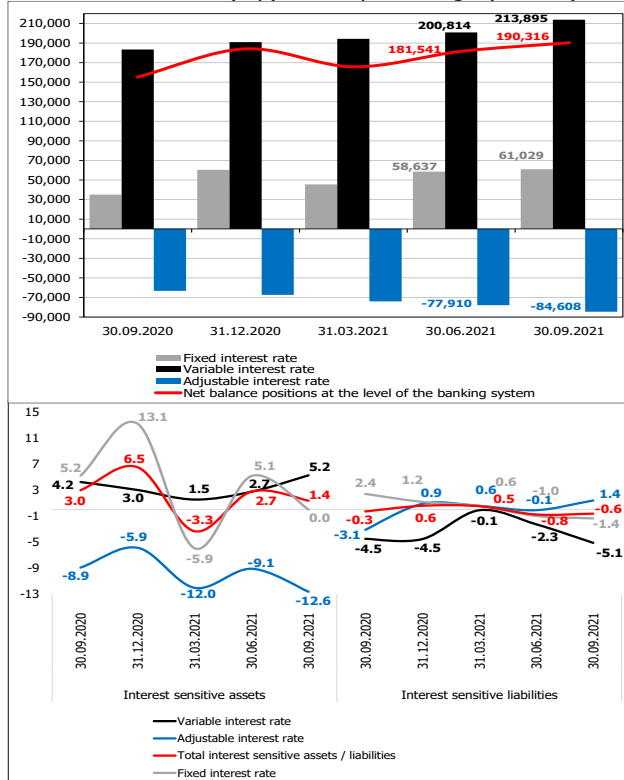 210,000
190,000
170,000
150,000
130,000
110,000
90,000
70,000
50,000
30,000
10,000
-10,000
-30,000
-50,000
-70,000
-90,000
200,814
213,895
181,541
190,316
58,637
61,029
-77,910
-84,608
30.09.2020 31.12.2020 31.03.2021 30.06.2021 30.09.2021
Fixed interest rate
Variable interest rate
Adjustable interest rate
Net balance positions at the level of the banking system
15
11
7
3
-1
-5
-9
-13
5.2 13.1 -5.9 5.1 0.0
4.2 3.0 1.5 2.7 5.2
3.0 6.5 -3.3 2.7 1.4
-8.9 -5.9 -12.0 -9.1 -12.6
2.4 1.2 0.6 -1.0 -1.4
-3.1 0.9 0.6 -0.1 1.4
-0.3 0.6 0.5 -0.8 -0.6
-4.5 -4.5 -0.1 -2.3 -5.1
30.09.2020 31.12.2020 31.03.2021 30.06.2021 30.09.2021 30.09.2020 31.12.2020 31.03.2021 30.06.2021 30.09.2021
Interest sensitive assets Interest sensitive liabilities
Variable interest rate
Adjustable interest rate
Total interest sensitive assets / liabilities
Fixed interest rate